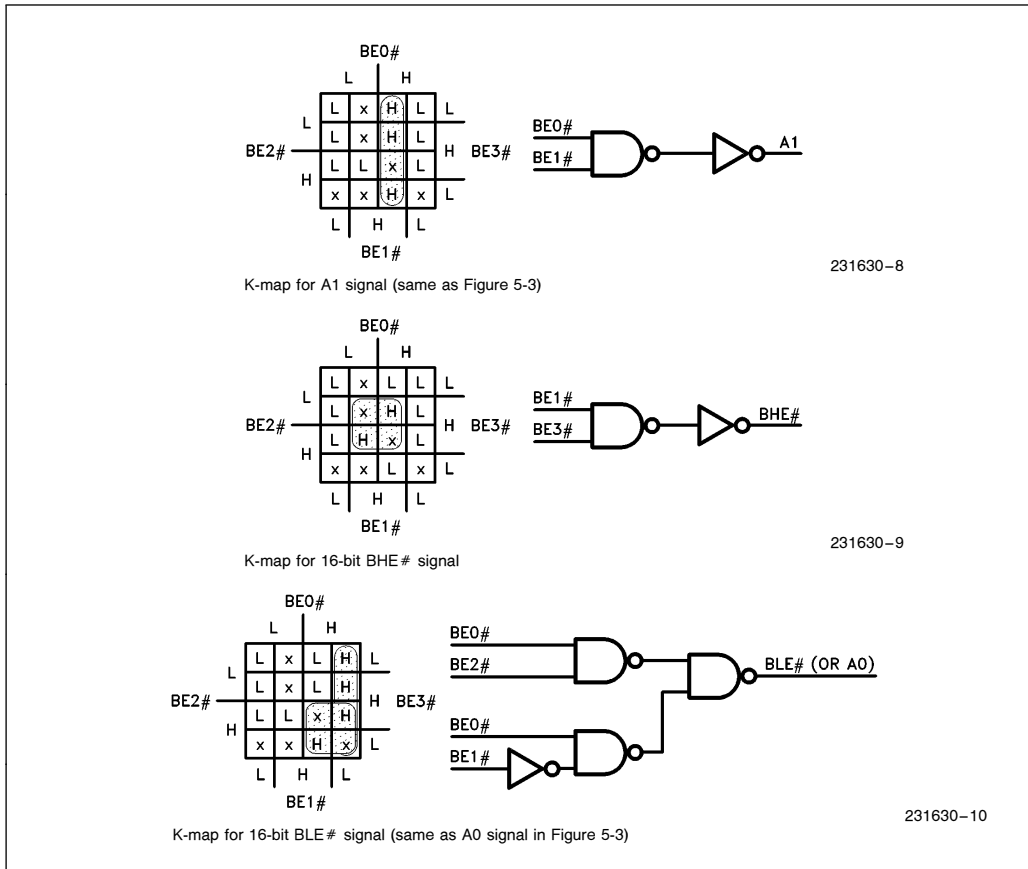 BE0#
L H
L x H L L
L
L x H L
BE2# H BE3#
L L x L
H
x x H x L
L H L
BE1#
BE0#
BE1#
A1
231630–8
K-map for A1 signal (same as Figure 5-3)
BE0#
L H
L x L L L
L
L x H L
BE2# H BE3#
L H x L
H
x x L x L
L H L
BE1#
BE1#
BE3#
BHE#
231630–9
K-map for 16-bit BHE# signal
BE0#
L H
L x L H L
L
L x L H
BE2# H BE3#
L L x H
H
x x H x L
L H L
BE1#
BE0#
BE2#
BE0#
BE1#
BLE# (OR A0)
231630–10
K-map for 16-bit BLE# signal (same as A0 signal in Figure 5-3)